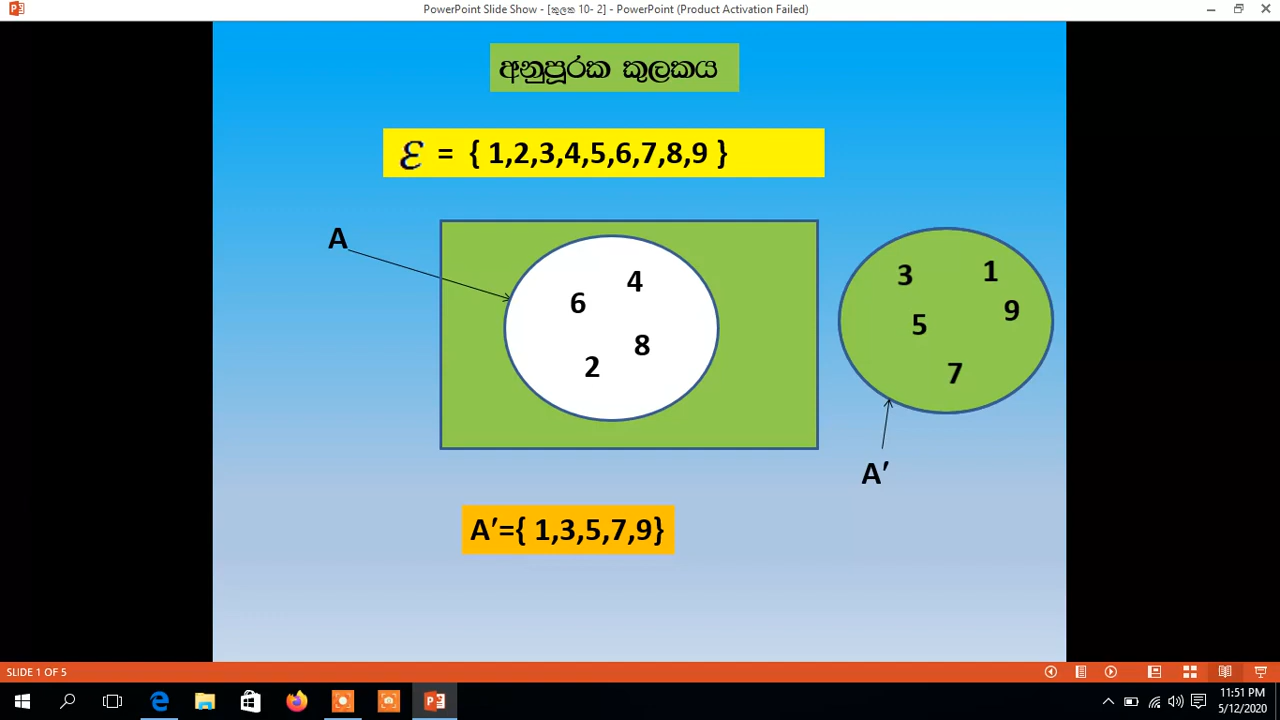 PowerPoint Slide Show - [කුලක 10- 2] - PowerPoint (Product Activation Failed)
අනුපූරක කුලකය
ℰ = { 1,2,3,4,5,6,7,8,9 }
A
4
6
8
2
3
1
9
5
7
A′
A′={ 1,3,5,7,9}
SLIDE 1 OF 5
11:51 PM
5/12/2020